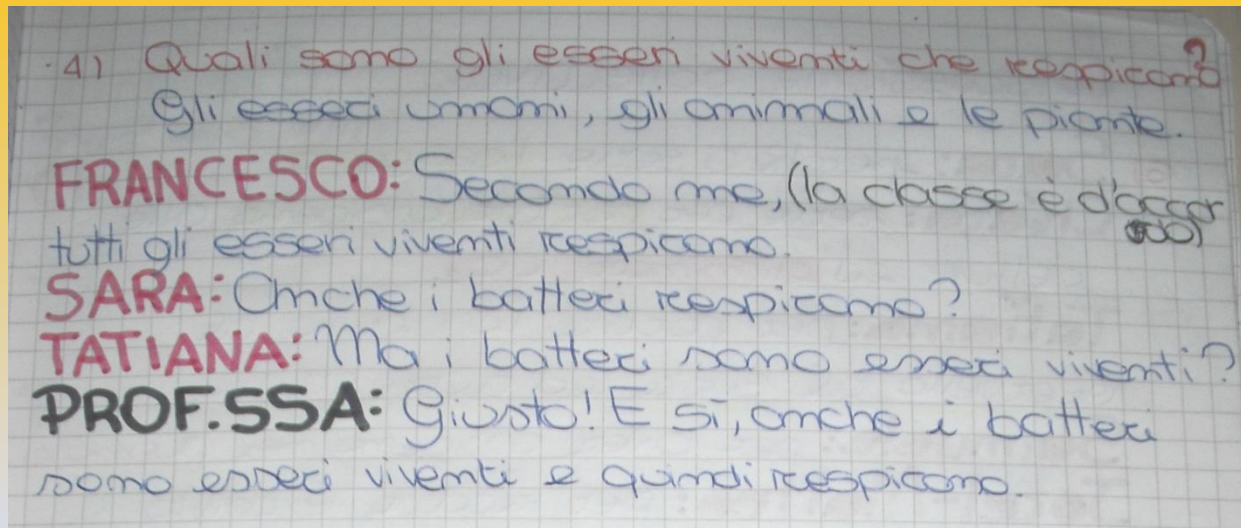 4) Quali sono gli esseri viventi che respirano?
Gli esseri umani, gli animali e le piante.
FRANCESCO: Secondo me, (la classe è d'accor
do)
tutti gli esseri viventi respirano.
SARA: Anche i batteri respirano?
TATIANA: Ma i batteri sono esseri viventi?
PROF.SSA: Giusto! E sì, anche i batteri
sono esseri viventi e quindi respirano.